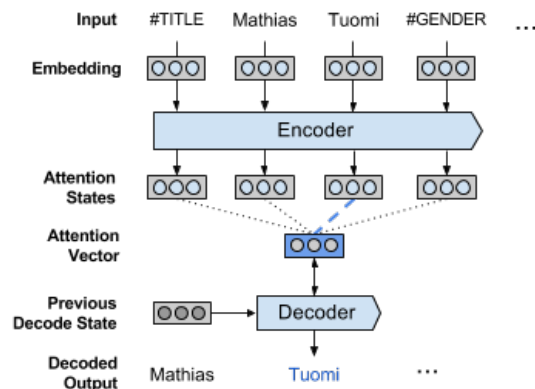 Input #TITLE Mathias Tuomi #GENDER ...
Embedding
Encoder
Attention
States
Attention
Vector
Previous
Decode State
Decoder
Decoded
Output Mathias Tuomi ...